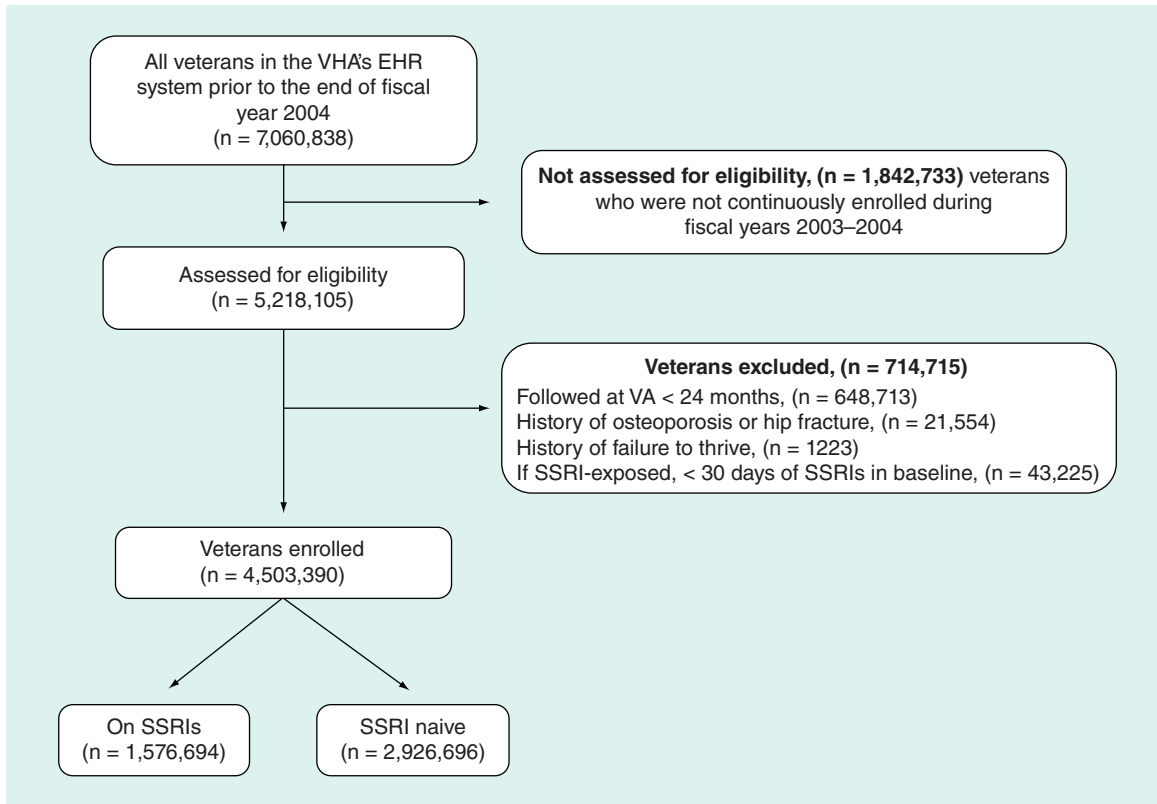 All veterans in the VHA's EHR
system prior to the end of fiscal
year 2004
(n = 7,060,838)
Not assessed for eligibility, (n = 1,842,733) veterans
who were not continuously enrolled during
fiscal years 2003–2004
Assessed for eligibility
(n = 5,218,105)
Veterans excluded, (n = 714,715)
Followed at VA < 24 months, (n = 648,713)
History of osteoporosis or hip fracture, (n = 21,554)
History of failure to thrive, (n = 1223)
If SSRI-exposed, < 30 days of SSRIs in baseline, (n = 43,225)
Veterans enrolled
(n = 4,503,390)
On SSRIs
(n = 1,576,694)
SSRI naive
(n = 2,926,696)